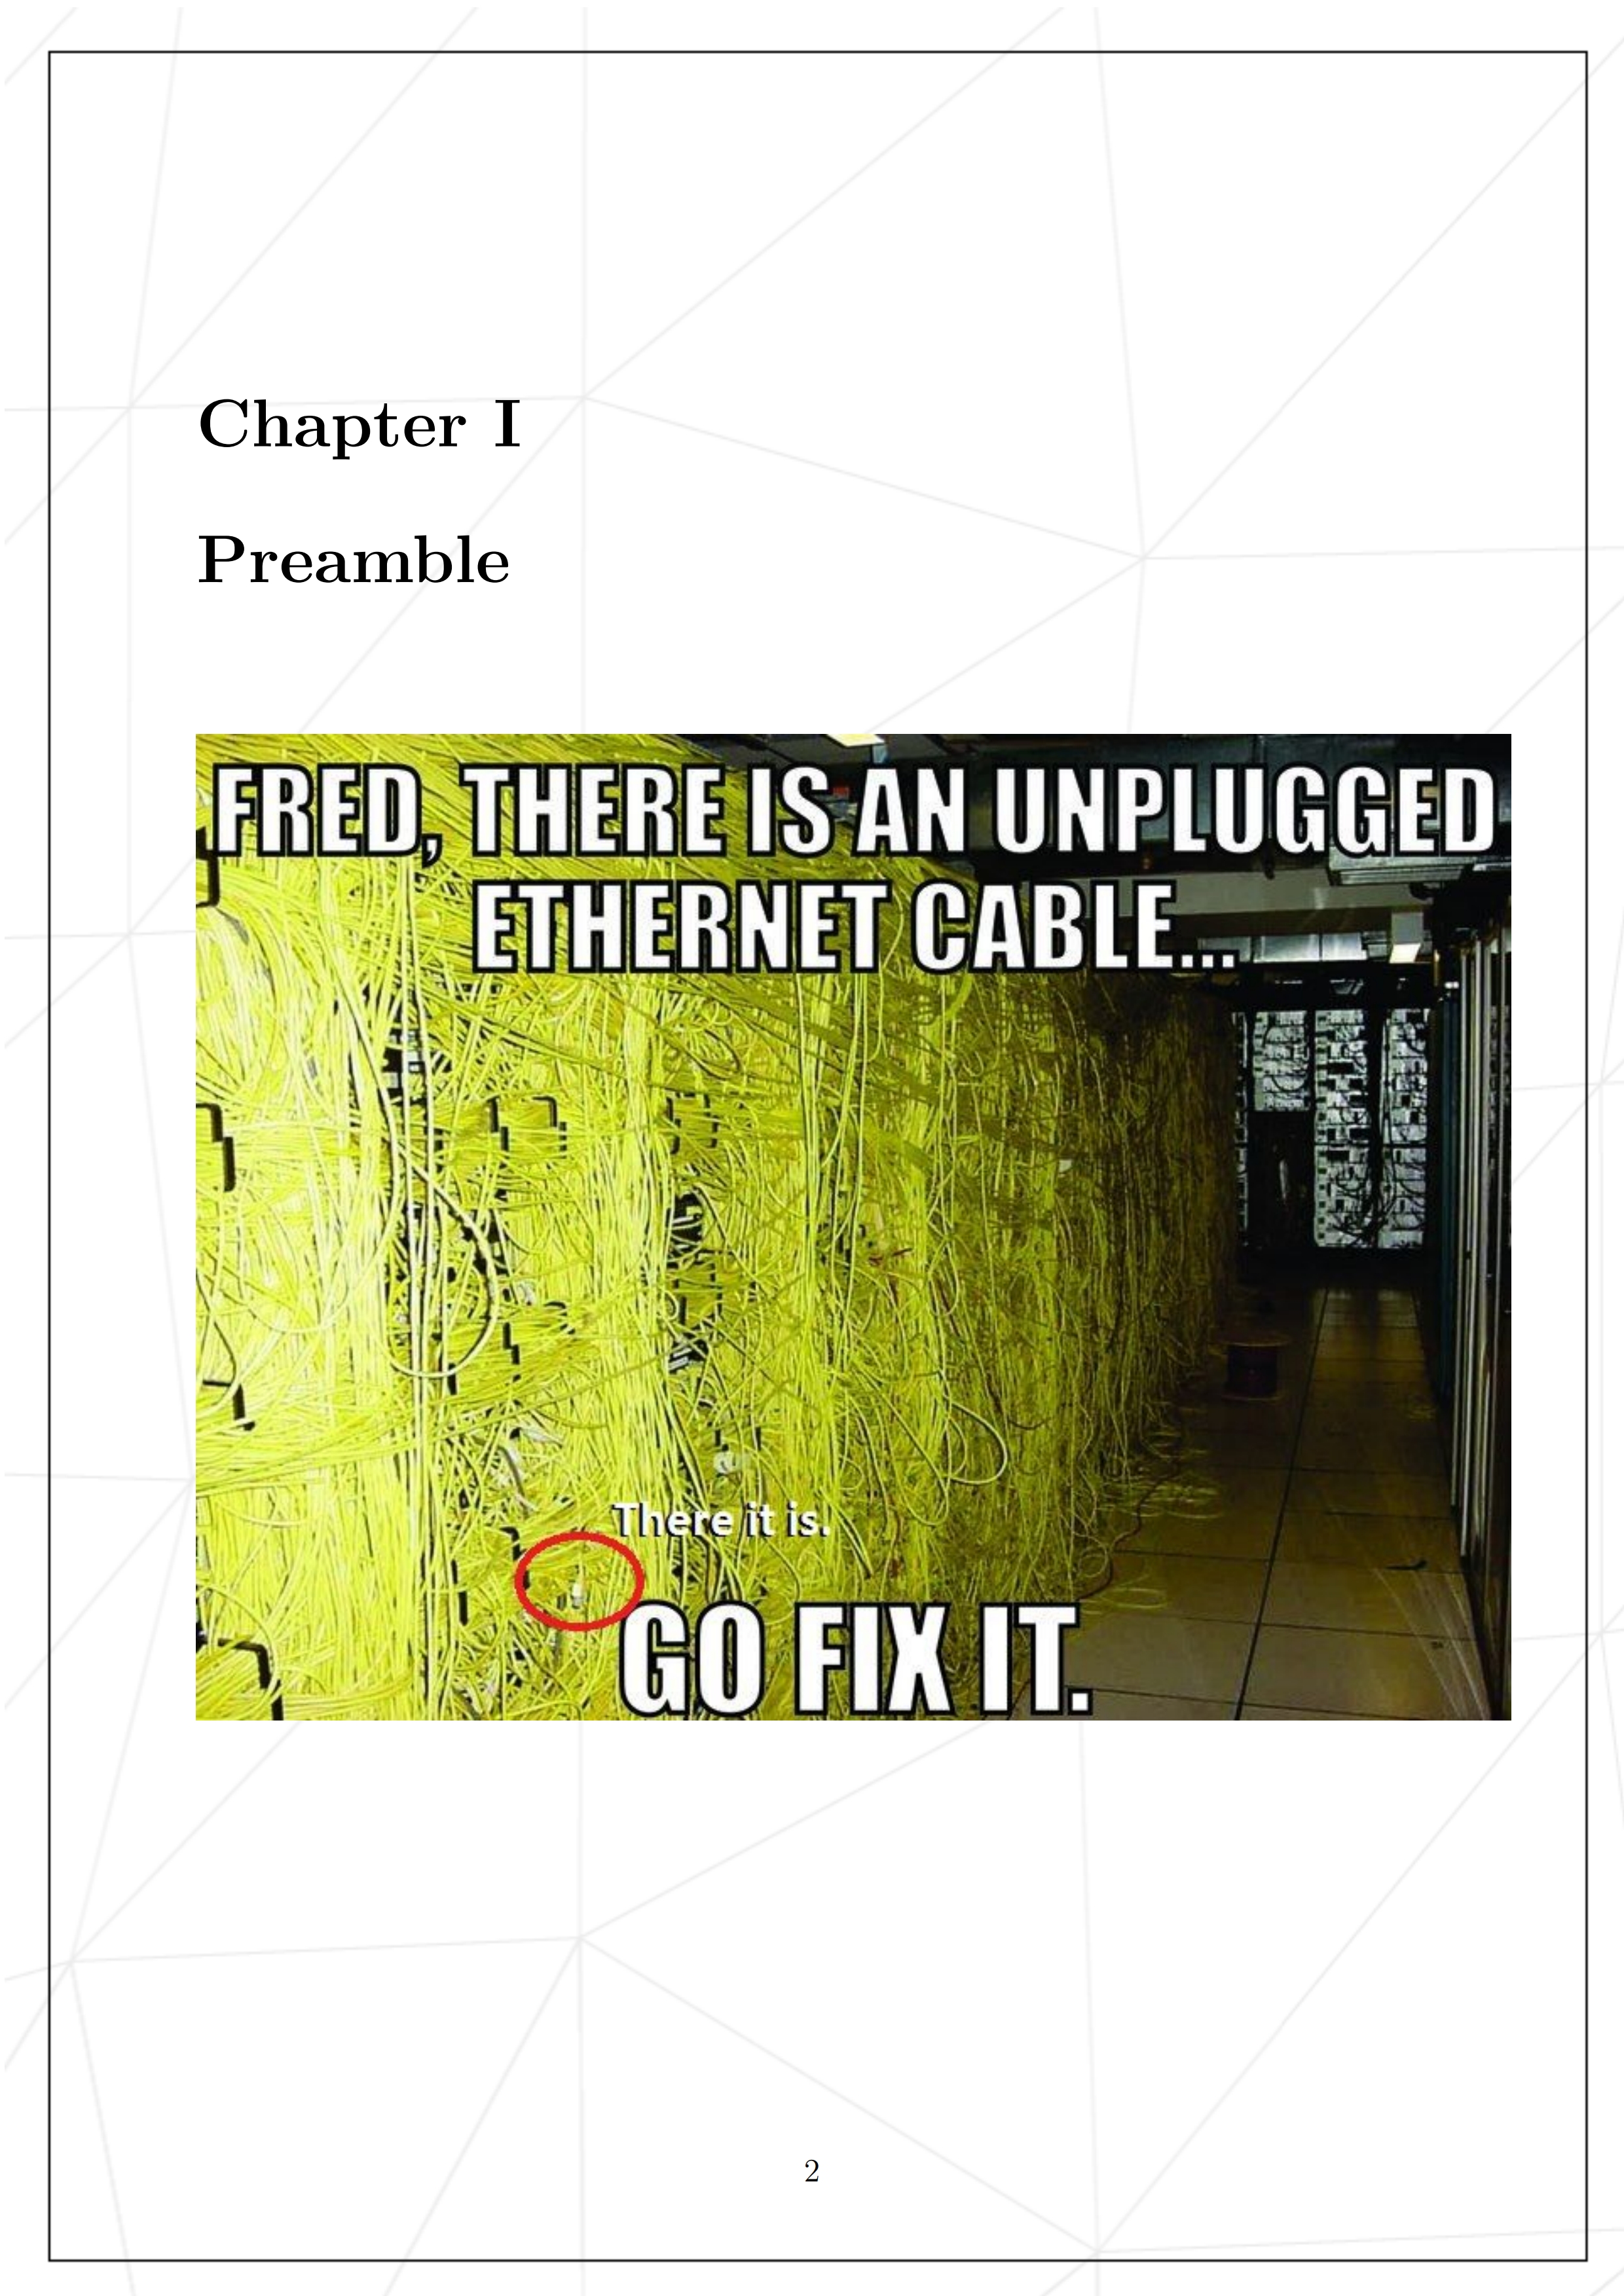 Chapter I
Preamble
FRED, THERE IS AN UNPLUGGED
ETHERNET CABLE...
There it is.
GO FIX IT.
2